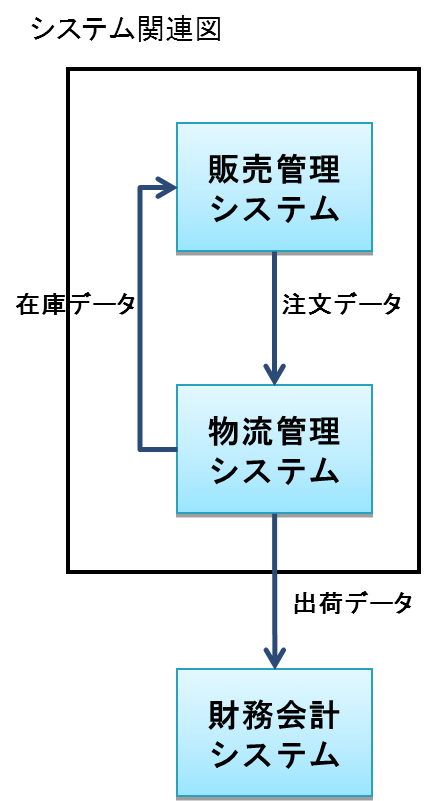 システム関連図
販売管理
システム
在庫データ
注文データ
物流管理
システム
出荷データ
財務会計
システム